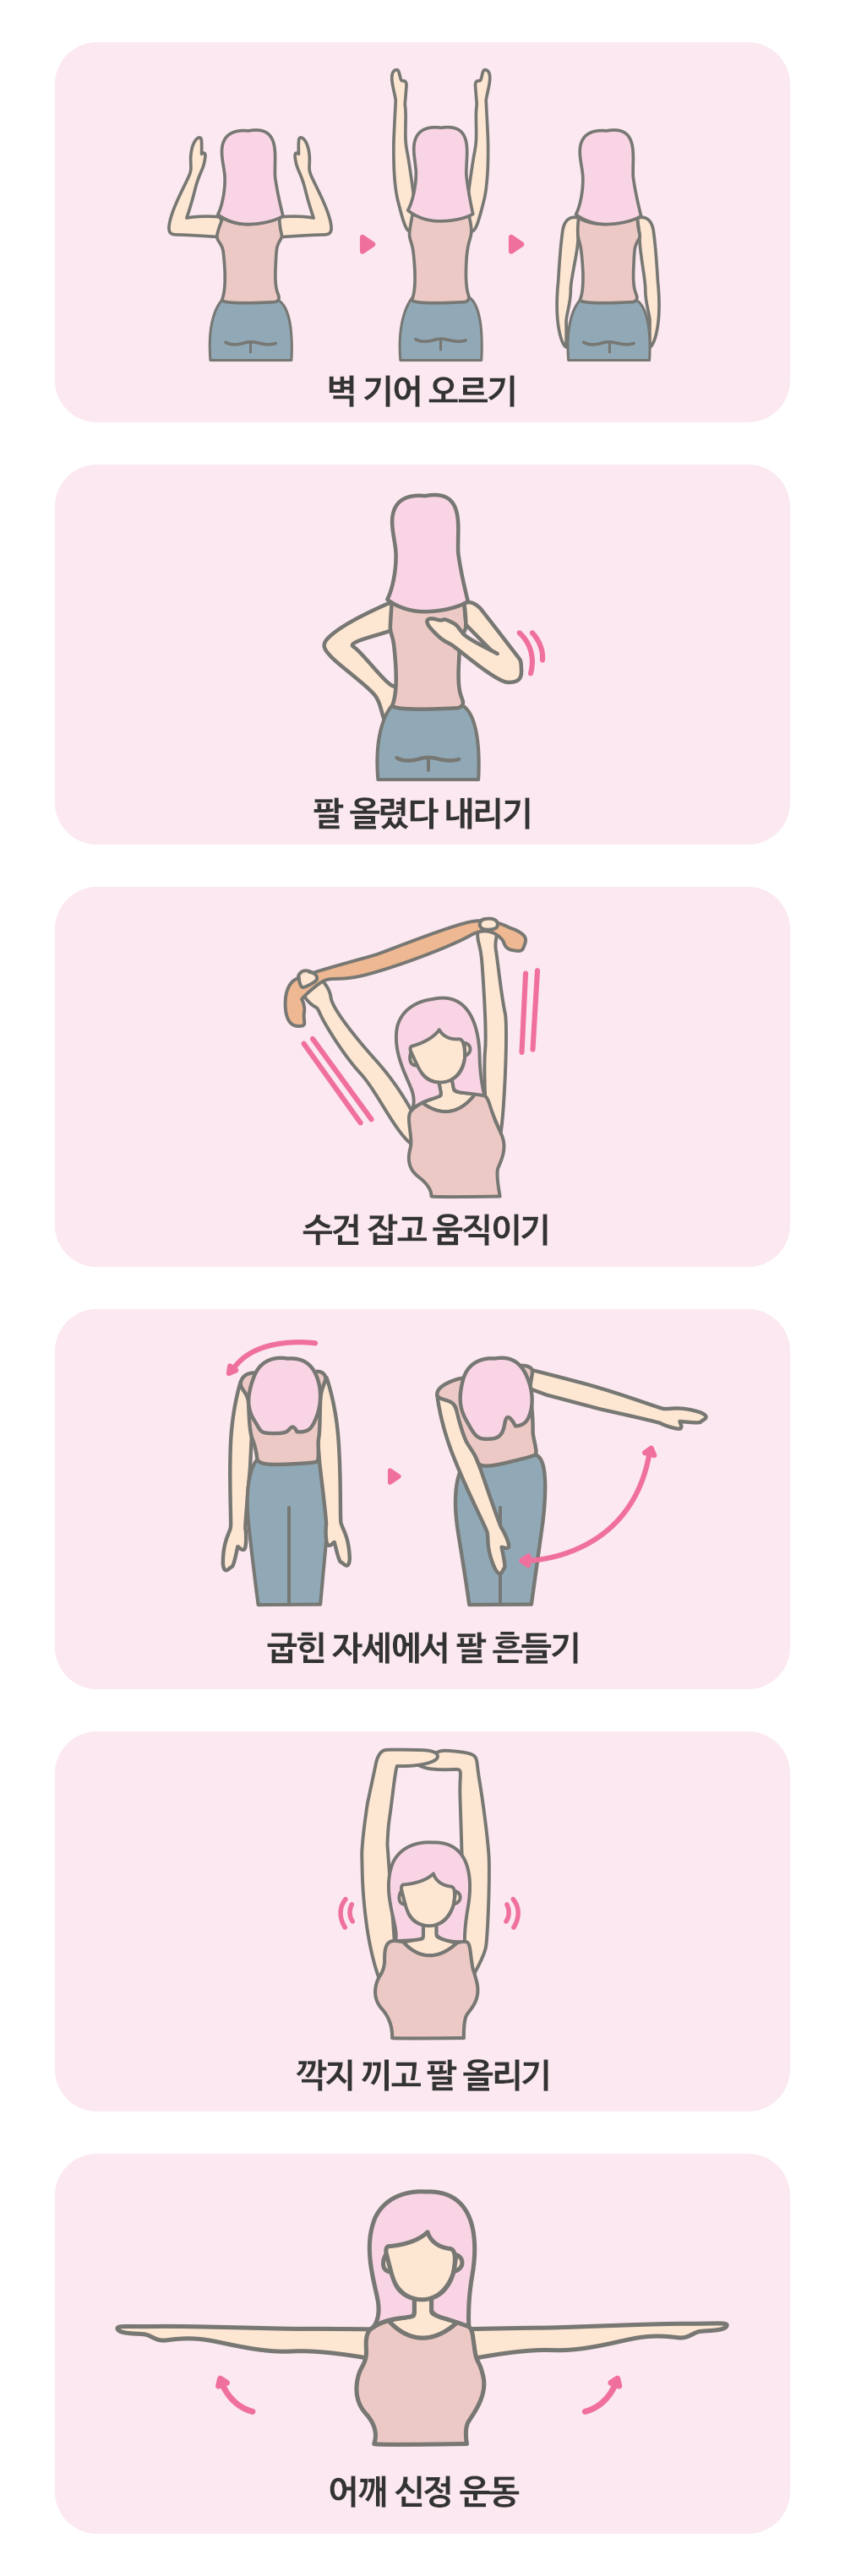 벽 기어 오르기
팔 올렸다 내리기
수건 잡고 움직이기
굽힌 자세에서 팔 흔들기
깍지 끼고 팔 올리기
어깨 신정 운동